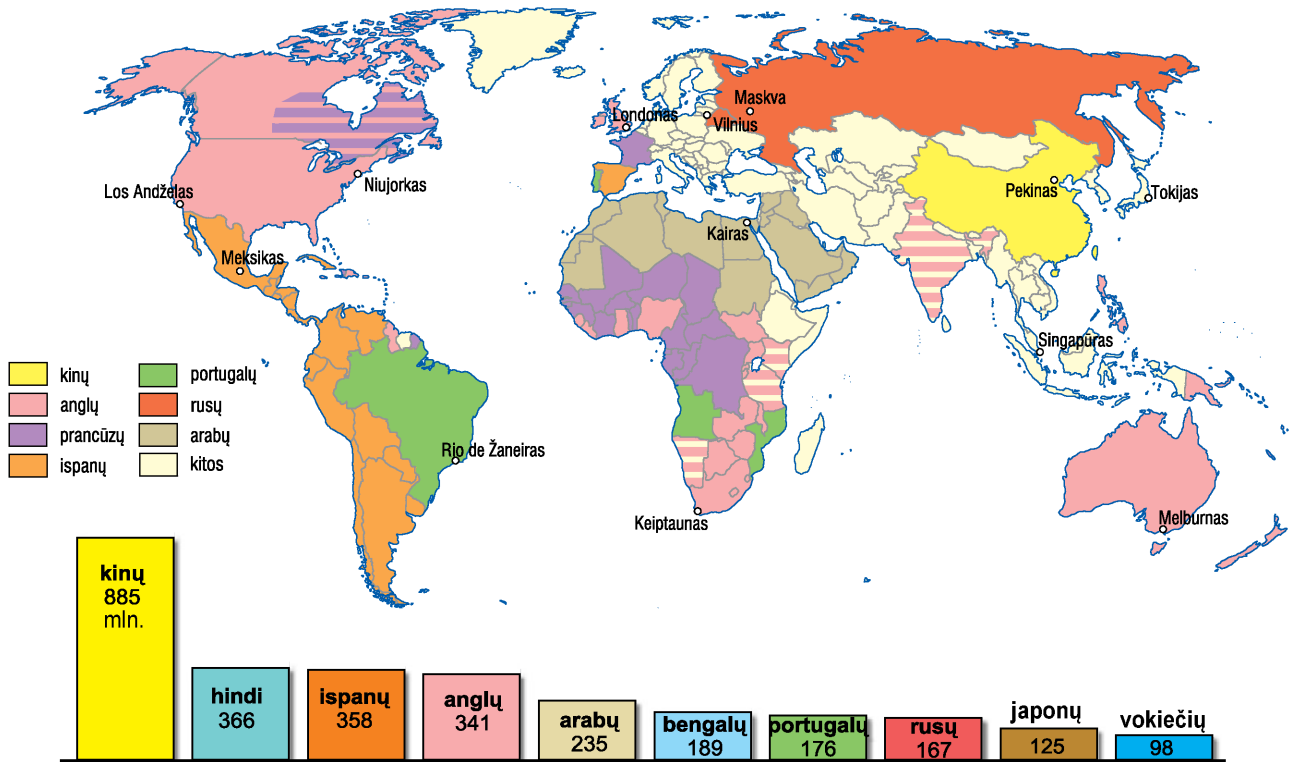 Maskva
Londonas
Vilnius
Los Andželas
Niujorkas
Pekinas
Tokijas
Kairas
Meksikas
Singapūras
kinų
portugalų
anglų
rusų
prancūzų
arabų
ispanų
kitos
Rio de Žaneiras
Keiptaunas
Melburnas
kinų
885
mln.
hindi
366
ispanų
358
anglų
341
arabų
235
bengalų
189
portugalų
176
rusų
167
japonų
125
vokiečių
98